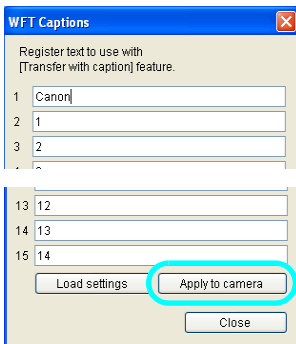 WFT Captions
Register text to use with
[Transfer with caption] feature.
1 Canon
2 1
3 2
13 12
14 13
15 14
Load settings
Apply to camera
Close